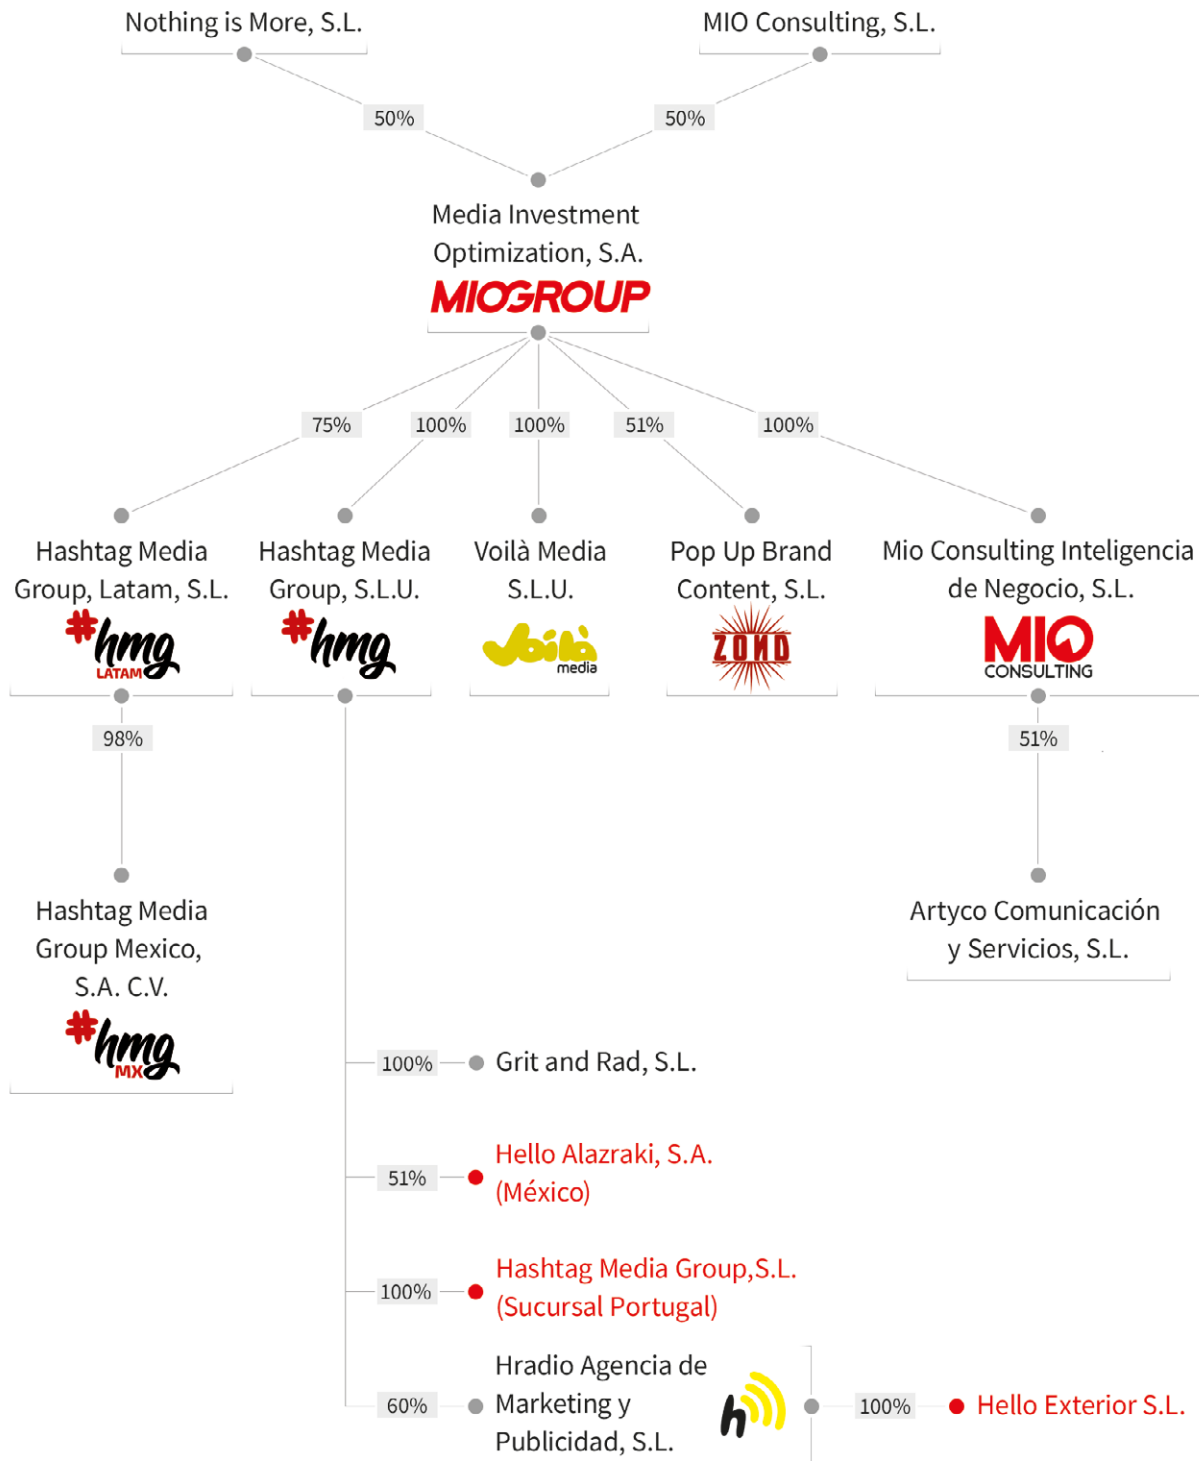 Nothing is More, S.L.
MIO Consulting, S.L.
50%
50%
Media Investment
Optimization, S.A.
MIOGROUP
75%
100%
100%
51%
100%
Hashtag Media
Group, Latam, S.L.
#hmg
LATAM
Hashtag Media
Group, S.L.U.
#hmg
Voilà Media
S.L.U.
Voilà
media
Pop Up Brand
Content, S.L.
ZOND
Mio Consulting Inteligencia
de Negocio, S.L.
MIO
CONSULTING
98%
51%
Hashtag Media
Group Mexico,
S.A. C.V.
#hmg
MX
Artyco Comunicación
y Servicios, S.L.
100%
Grit and Rad, S.L.
51%
Hello Alazraki, S.A.
(México)
100%
Hashtag Media Group,S.L.
(Sucursal Portugal)
60%
Hradio Agencia de
Marketing y
Publicidad, S.L.
h
100%
Hello Exterior S.L.